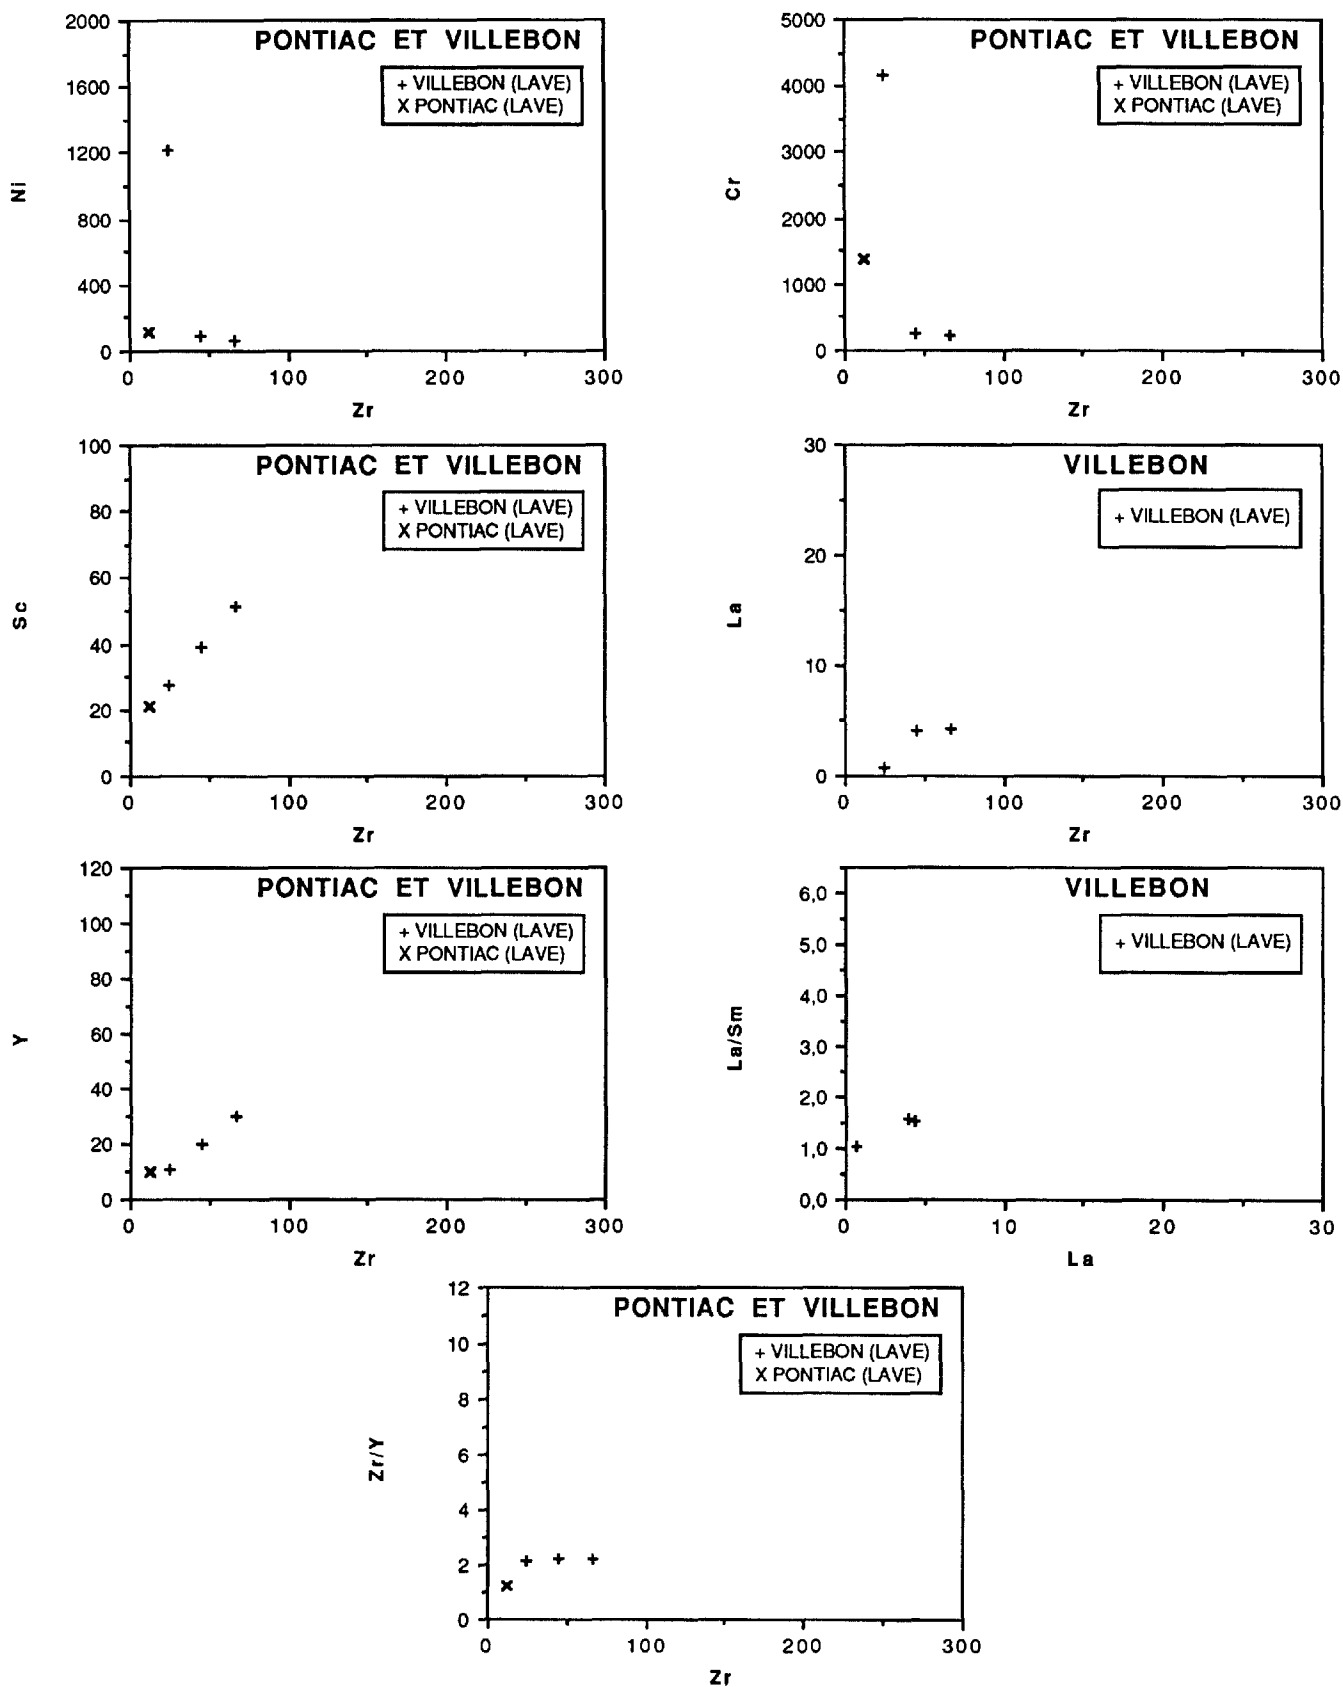 PONTIAC ET VILLEBON
+ VILLEBON (LAVE)
X PONTIAC (LAVE)
2000
1600
1200
800
400
0
Ni
0 100 200 300
Zr
PONTIAC ET VILLEBON
+ VILLEBON (LAVE)
X PONTIAC (LAVE)
5000
4000
3000
2000
1000
0
Cr
0 100 200 300
Zr
PONTIAC ET VILLEBON
+ VILLEBON (LAVE)
X PONTIAC (LAVE)
100
80
60
40
20
0
Sc
0 100 200 300
Zr
VILLEBON
+ VILLEBON (LAVE)
30
20
10
0
La
0 100 200 300
Zr
PONTIAC ET VILLEBON
+ VILLEBON (LAVE)
X PONTIAC (LAVE)
120
100
80
60
40
20
0
Y
0 100 200 300
Zr
VILLEBON
+ VILLEBON (LAVE)
6,0
5,0
4,0
3,0
2,0
1,0
0,0
La/Sm
0 10 20 30
La
PONTIAC ET VILLEBON
+ VILLEBON (LAVE)
X PONTIAC (LAVE)
12
10
8
6
4
2
0
Zr/Y
0 100 200 300
Zr